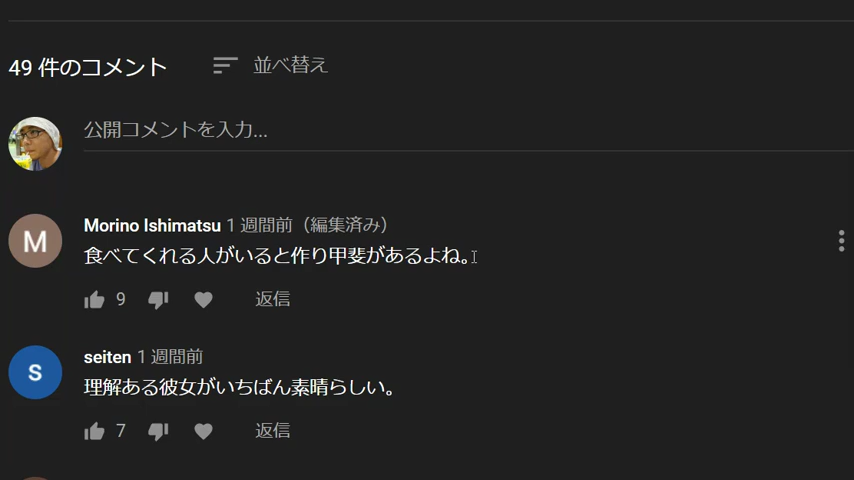 49 件のコメント 並べ替え
公開コメントを入力...
M
Morino Ishimatsu 1 週間前（編集済み）
食べてくれる人がいると作り甲斐があるよね。
9 返信
s
seiten 1 週間前
理解ある彼女がいちばん素晴らしい。
7 返信